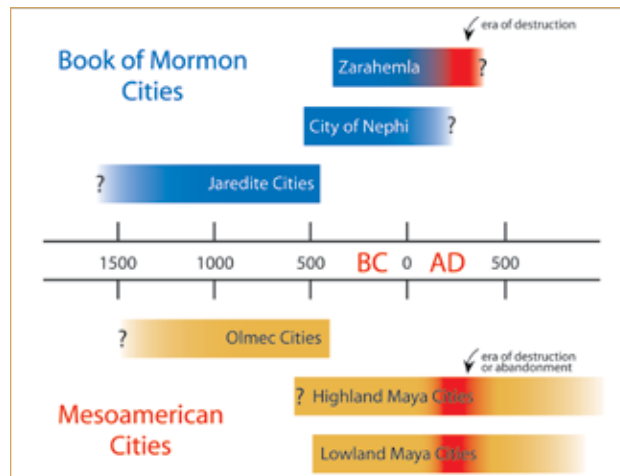 era of destruction
Book of Mormon
Cities
Zarahemla
?
City of Nephi
?
?
Jaredite Cities
1500 1000 500 BC 0 AD 500
?
Olmec Cities
era of destruction
or abandonment
? Highland Maya Cities
Mesoamerican
Cities
Lowland Maya Cities